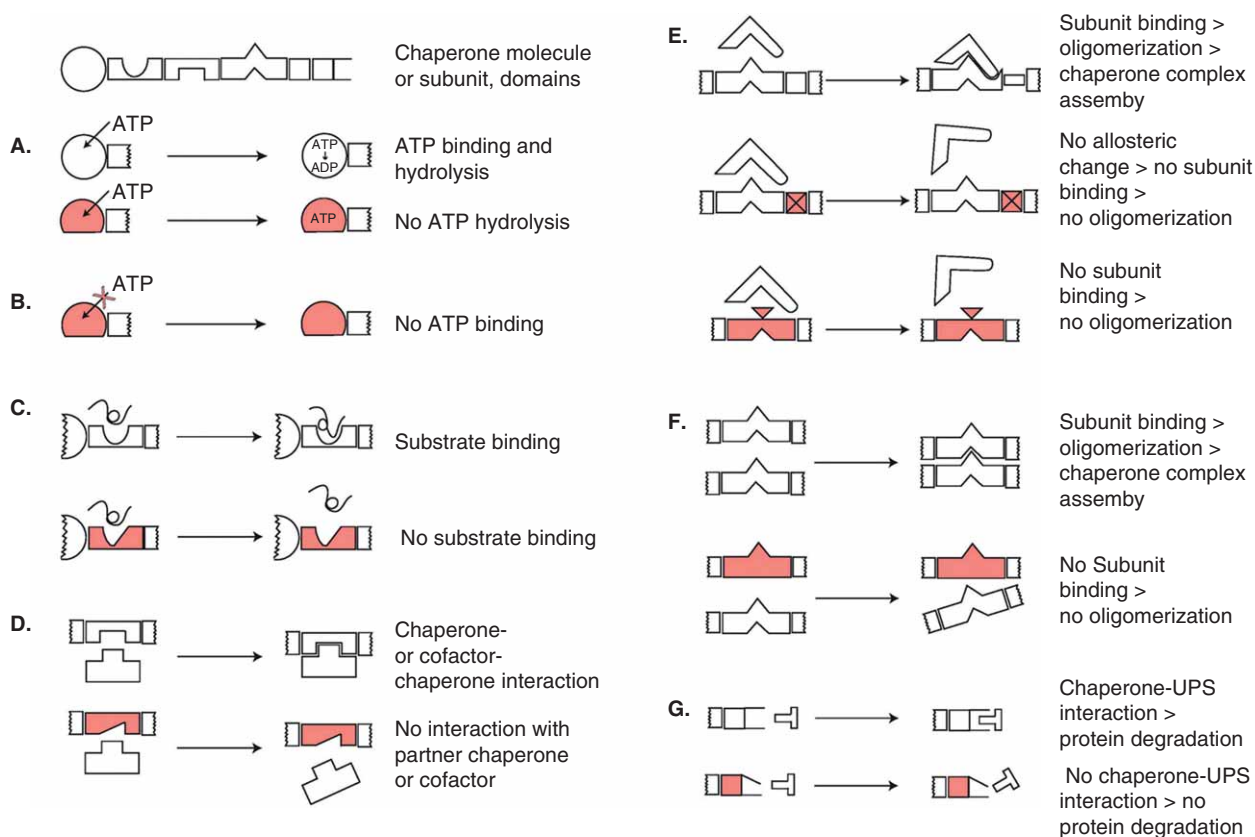 Chaperone molecule
or subunit, domains
A.
ATP
ATP
ADP
ATP binding and
hydrolysis
ATP
ATP
No ATP hydrolysis
B.
ATP
No ATP binding
C.
Substrate binding
No substrate binding
D.
Chaperone-
or cofactor-
chaperone interaction
No interaction with
partner chaperone
or cofactor
E.
Subunit binding >
oligomerization >
chaperone complex
assemby
No allosteric
change > no subunit
binding >
no oligomerization
No subunit
binding >
no oligomerization
F.
Subunit binding >
oligomerization >
chaperone complex
assemby
No Subunit
binding >
no oligomerization
G.
Chaperone-UPS
interaction >
protein degradation
No chaperone-UPS
interaction > no
protein degradation